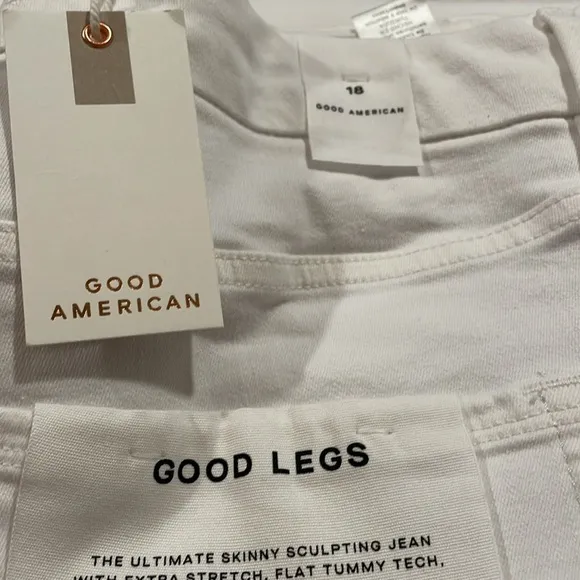 18
GOOD AMERICAN
GOOD
AMERICAN
GOOD LEGS
THE ULTIMATE SKINNY SCULPTING JEAN
WITH EXTRA STRETCH, FLAT TUMMY TECH,